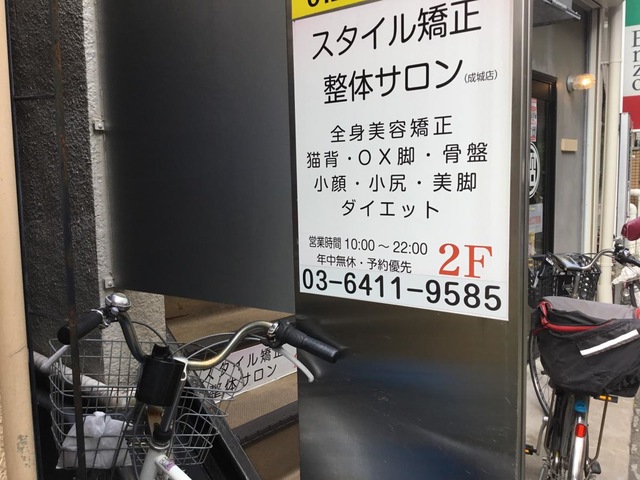 スタイル矯正
整体サロン(成城店)
全身美容矯正
猫背・OX脚・骨盤
小顔・小尻・美脚
ダイエット
営業時間 10:00～22:00
年中無休・予約優先
2F
03-6411-9585
スタイル矯正
整体サロン